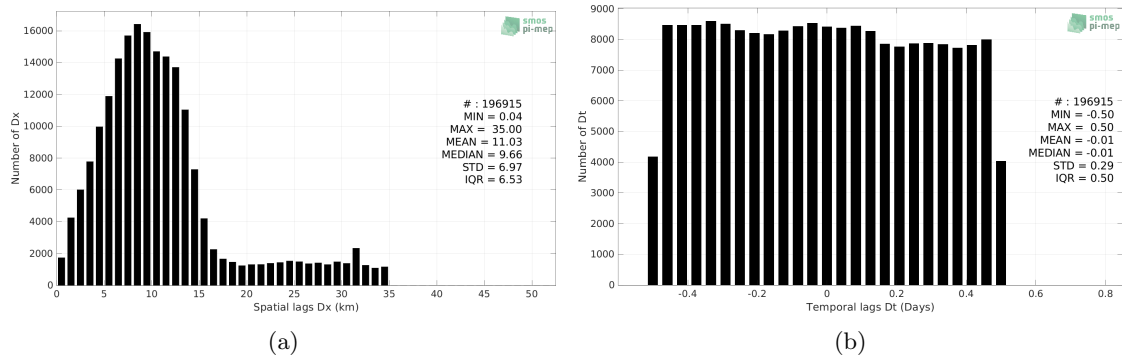 16000
14000
12000
10000
8000
6000
4000
2000
0
Number of Dx
0 5 10 15 20 25 30 35 40 45 50
Spatial lags Dx (km)
smos
pi-mep
# : 196915
MIN = 0.04
MAX = 35.00
MEAN = 11.03
MEDIAN = 9.66
STD = 6.97
IQR = 6.53
(a)
9000
8000
7000
6000
5000
4000
3000
2000
1000
0
Number of Dt
-0.4 -0.2 0 0.2 0.4 0.6 0.8
Temporal lags Dt (Days)
smos
pi-mep
# : 196915
MIN = -0.50
MAX = 0.50
MEAN = -0.01
MEDIAN = -0.01
STD = 0.29
IQR = 0.50
(b)